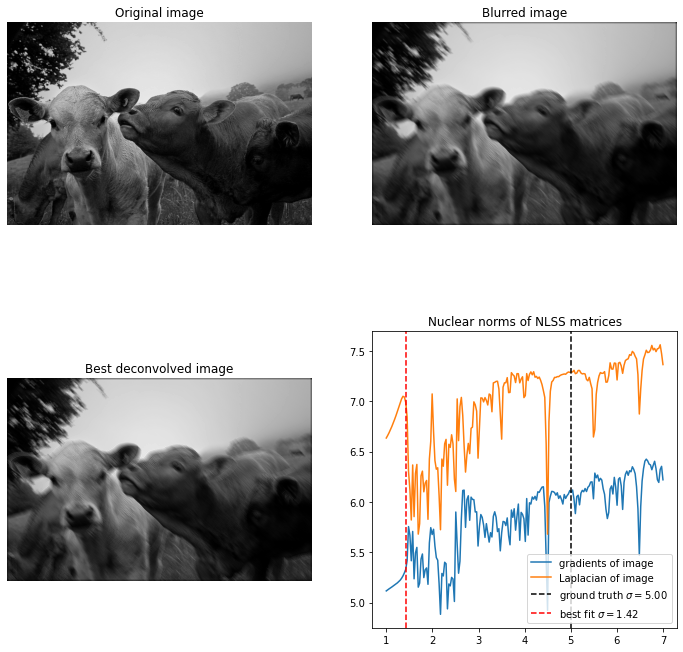 Original image
Blurred image
Best deconvolved image
Nuclear norms of NLSS matrices
7.5
7.0
6.5
6.0
5.5
5.0
gradients of image
Laplacian of image
ground truth σ = 5.00
best fit σ = 1.42
1 2 3 4 5 6 7